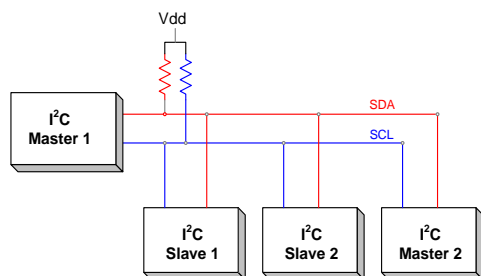 Vdd
SDA
I²C
Master 1
SCL
I²C
Slave 1
I²C
Slave 2
I²C
Master 2